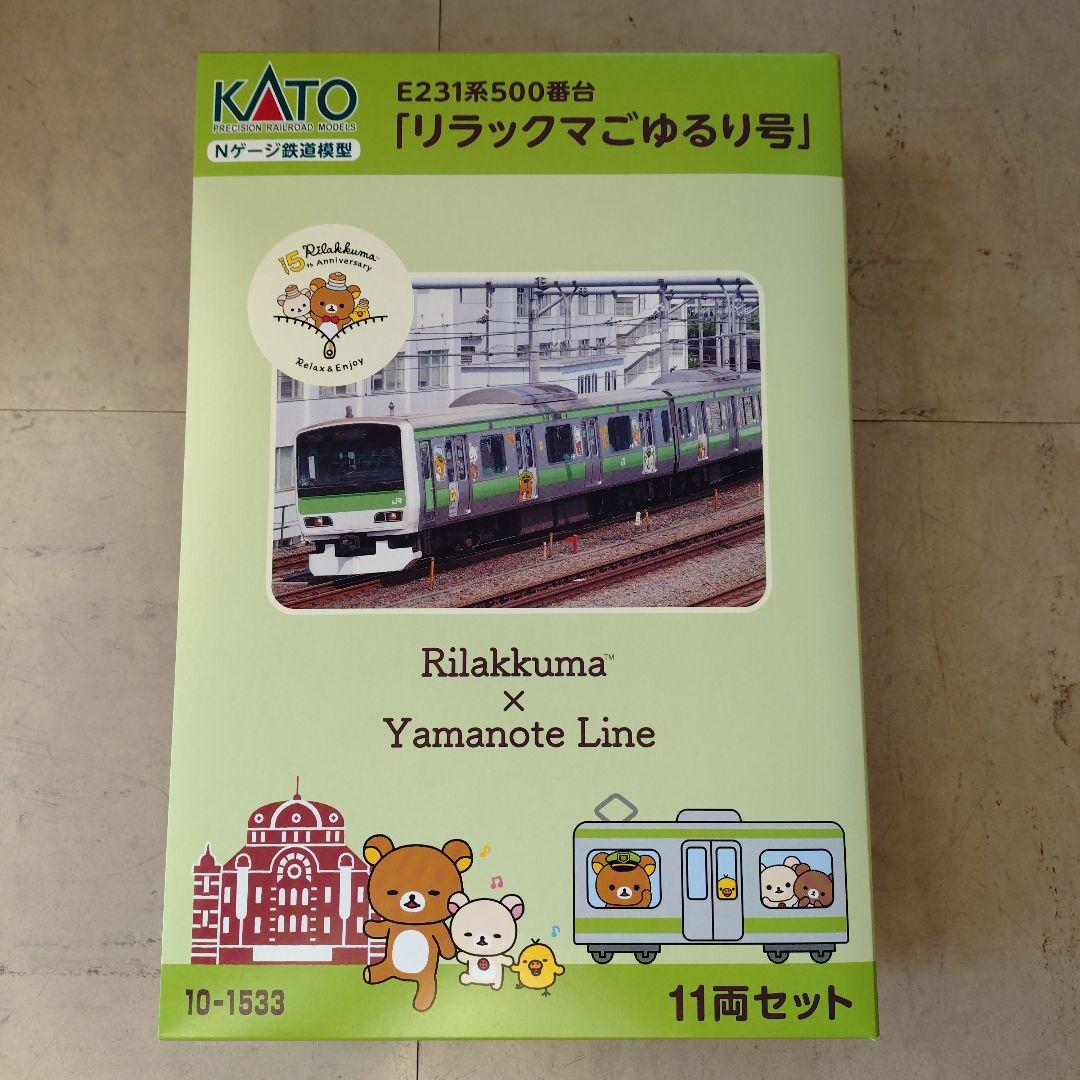 KATO
PRECISION RAILROAD MODELS
Nゲージ鉄道模型
E231系500番台
「リラックマごゆるり号」
15th Anniversary
Rilakkuma™
Relax & Enjoy
JR
Rilakkuma™
×
Yamanote Line
10-1533
11両セット